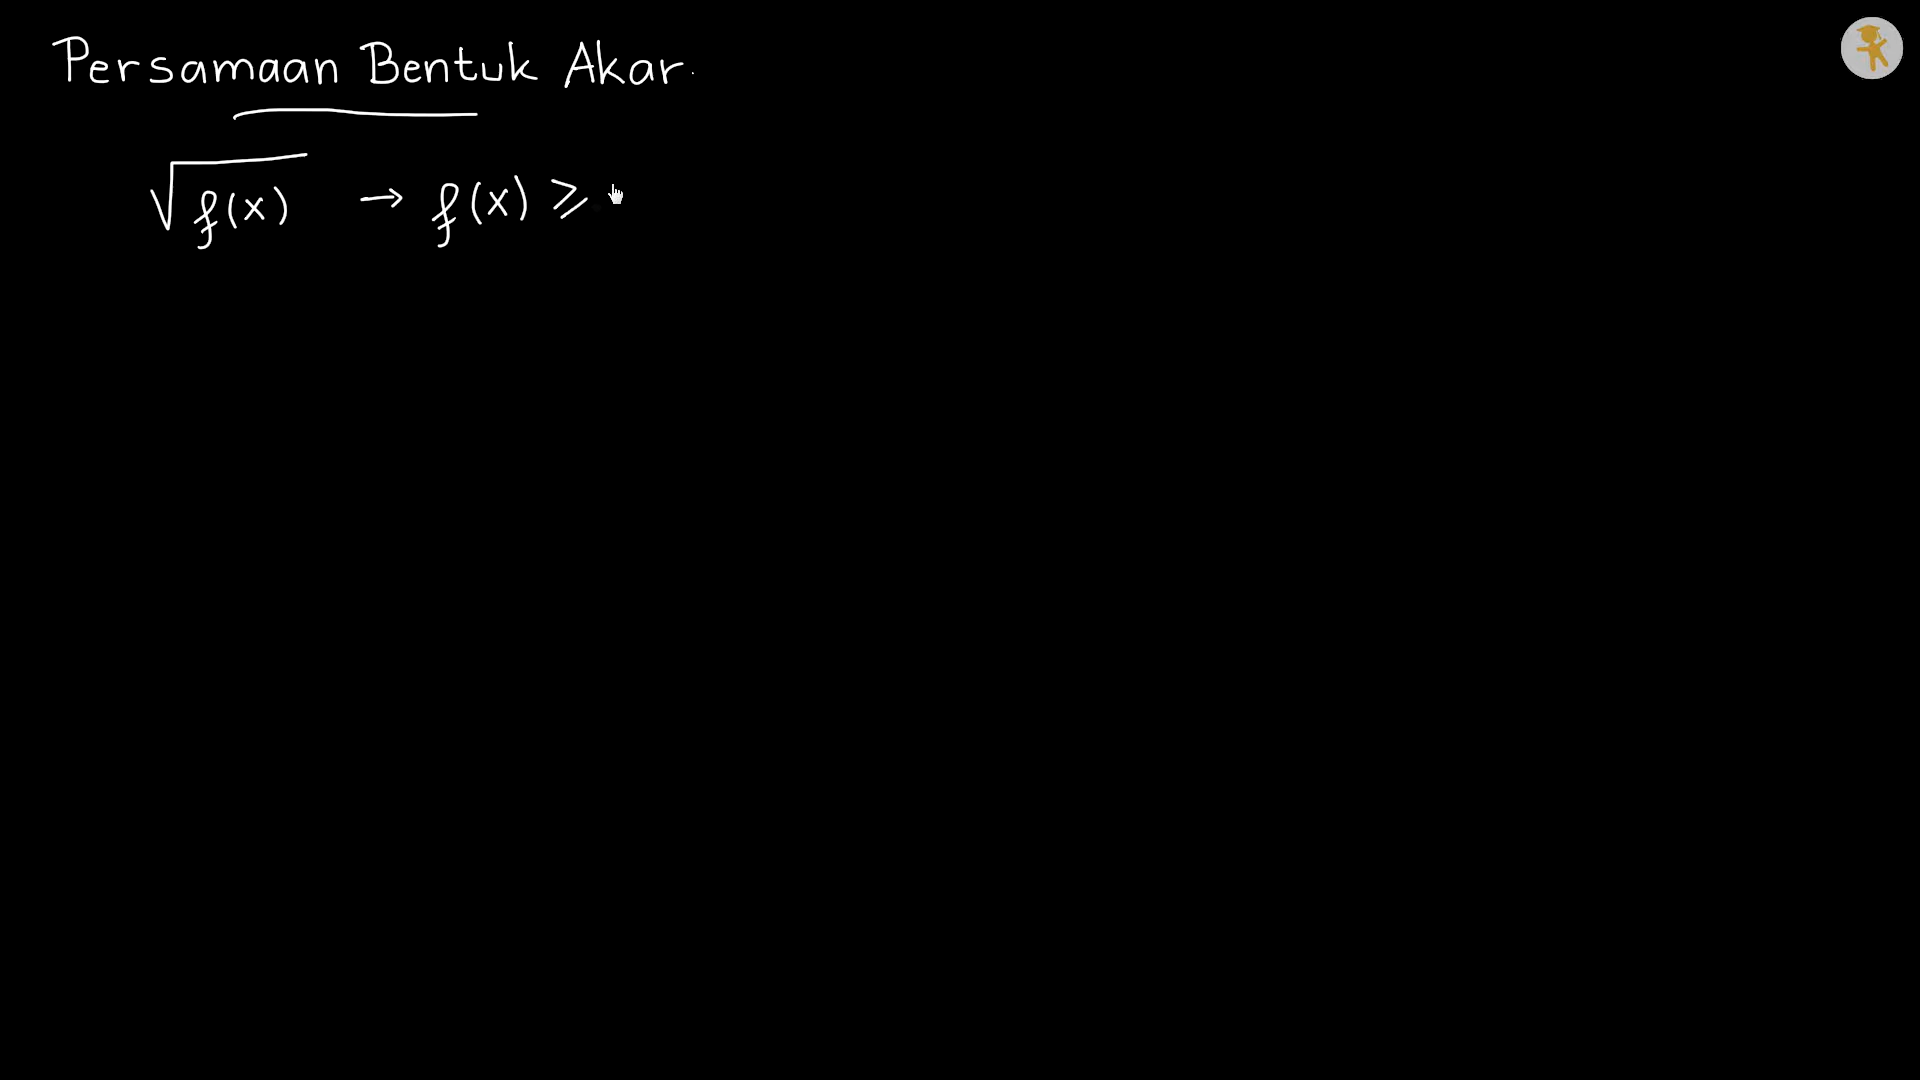 Persamaan Bentuk Akar.
√f(x) → f(x) ≥